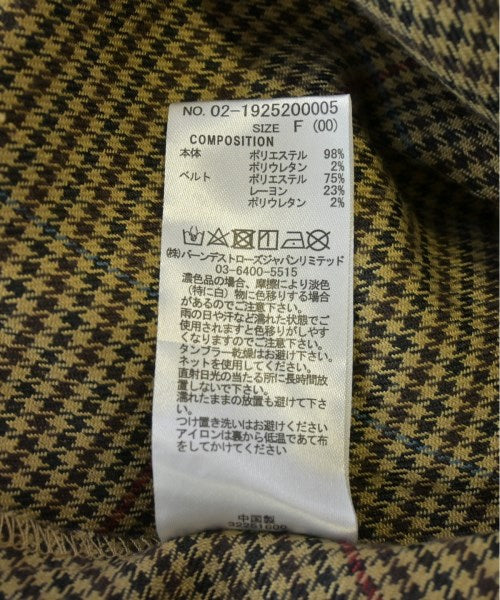 NO. 02-1925200005
SIZE F (00)
COMPOSITION
本体 ポリエステル 98%
ポリウレタン 2%
ベルト ポリエステル 75%
レーヨン 23%
ポリウレタン 2%
(株)バーンデストローズジャパンリミテッド
03-6400-5515
濃色品の場合、摩擦により淡色
(特に白)物に色移りする場合
があるのでご注意下さい。
雨の日や汗など濡れた状態でご
使用されますと色移りがしやす
くなりますのでご注意下さい。
タンブラー乾燥はお避け下さい。
ネットを使用してください。
直射日光の当たる所に長時間放
置しないで下さい。
濡れたままの放置も避けて下さ
い。
つけ置き洗いはお避けください
アイロンは裏から低温であて布
をしてかけてください
中国製
32251600